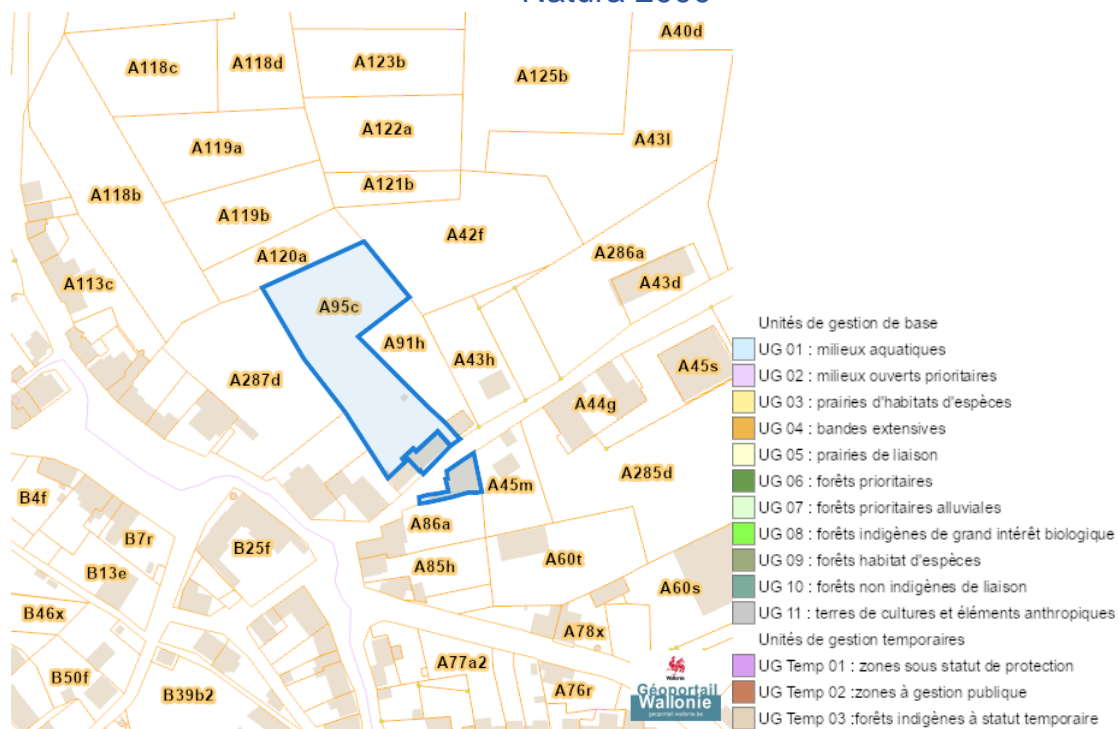 Natura 2000
A40d
A118c
A118d
A123b
A125b
A122a
A119a
A43l
A121b
A118b
A119b
A42f
A120a
A286a
A113c
A43d
A95c
A91h
A43h
A45s
A287d
A44g
A285d
A45m
B4f
A86a
B7r
B25f
A85h
A60t
B13e
A60s
B46x
A78x
A77a2
B50f
B39b2
A76r
Wallonie
Géoportail
Wallonie
geoportail.wallonie.be
Unités de gestion de base
UG 01 : milieux aquatiques
UG 02 : milieux ouverts prioritaires
UG 03 : prairies d'habitats d'espèces
UG 04 : bandes extensives
UG 05 : prairies de liaison
UG 06 : forêts prioritaires
UG 07 : forêts prioritaires alluviales
UG 08 : forêts indigènes de grand intérêt biologique
UG 09 : forêts habitat d'espèces
UG 10 : forêts non indigènes de liaison
UG 11 : terres de cultures et éléments anthropiques
Unités de gestion temporaires
UG Temp 01 : zones sous statut de protection
UG Temp 02 :zones à gestion publique
UG Temp 03 :forêts indigènes à statut temporaire